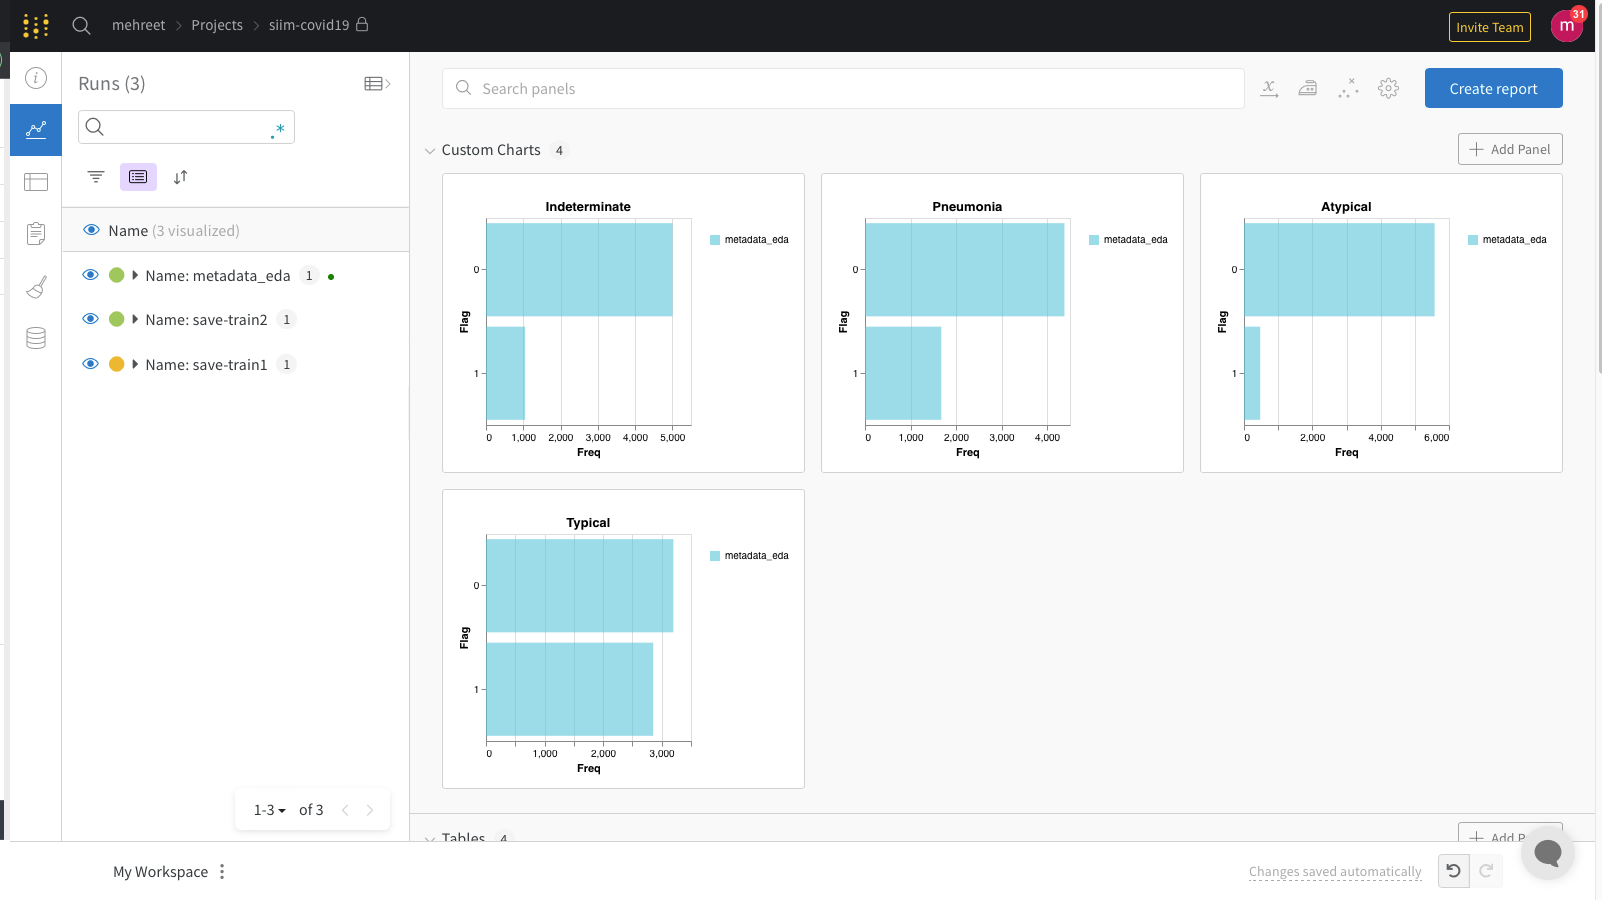 mehreet > Projects > siim-covid19
Invite Team
m
31
Runs (3)
.*
Name (3 visualized)
Name: metadata_eda 1
Name: save-train2 1
Name: save-train1 1
1-3 of 3
Search panels
Create report
Custom Charts 4
Add Panel
Indeterminate
metadata_eda
0
Flag
1
0 1,000 2,000 3,000 4,000 5,000
Freq
Pneumonia
metadata_eda
0
Flag
1
0 1,000 2,000 3,000 4,000
Freq
Atypical
metadata_eda
0
Flag
1
0 2,000 4,000 6,000
Freq
Typical
metadata_eda
0
Flag
1
0 1,000 2,000 3,000
Freq
Tables 4
Add P
My Workspace
Changes saved automatically